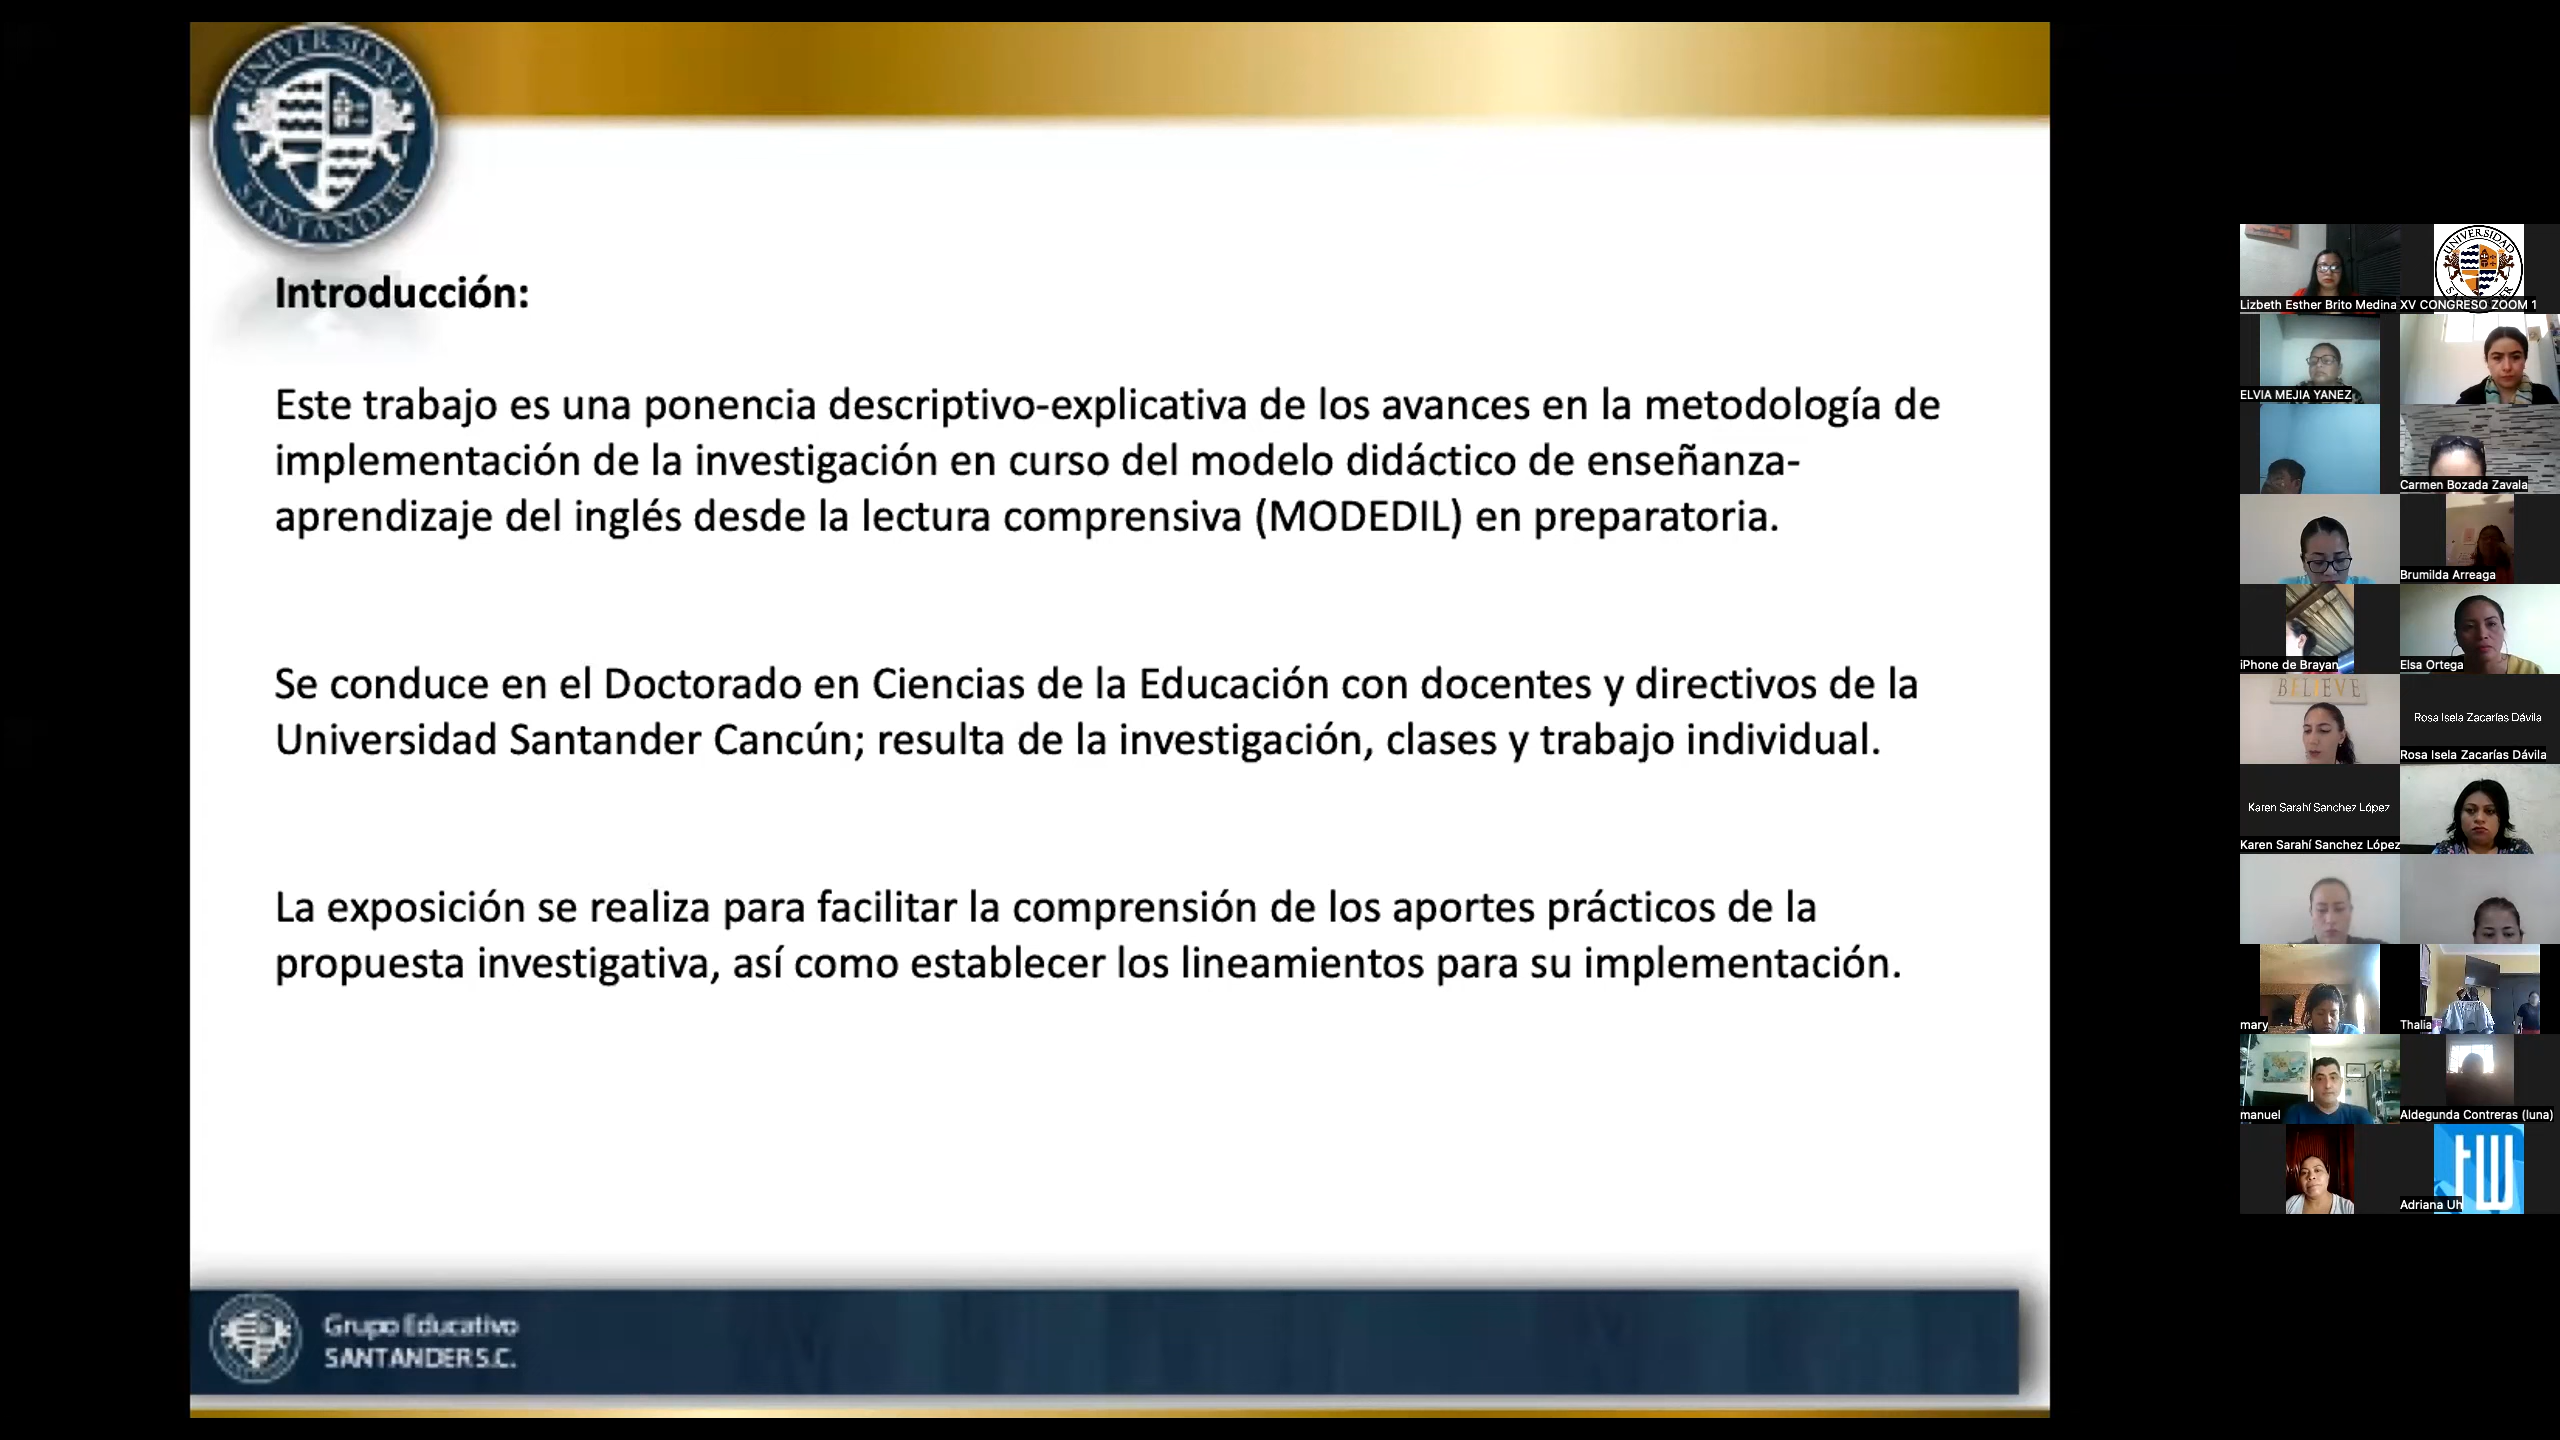 UNIVERSIDAD
SANTANDER
Introducción:
Este trabajo es una ponencia descriptivo-explicativa de los avances en la metodología de
implementación de la investigación en curso del modelo didáctico de enseñanza-
aprendizaje del inglés desde la lectura comprensiva (MODEDIL) en preparatoria.
Se conduce en el Doctorado en Ciencias de la Educación con docentes y directivos de la
Universidad Santander Cancún; resulta de la investigación, clases y trabajo individual.
La exposición se realiza para facilitar la comprensión de los aportes prácticos de la
propuesta investigativa, así como establecer los lineamientos para su implementación.
Grupo Educativo
SANTANDER S.C.
UNIVERSIDAD
Lizbeth Esther Brito Medina
XV CONGRESO ZOOM 1
ELVIA MEJIA YANEZ
Carmen Bozada Zavala
Brumilda Arreaga
iPhone de Brayan
Elsa Ortega
BELIEVE
Rosa Isela Zacarías Dávila
Rosa Isela Zacarías Dávila
Karen Sarahí Sanchez López
Karen Sarahí Sanchez López
mary
Thalia
manuel
Aldegunda Contreras (luna)
tw
Adriana Uh